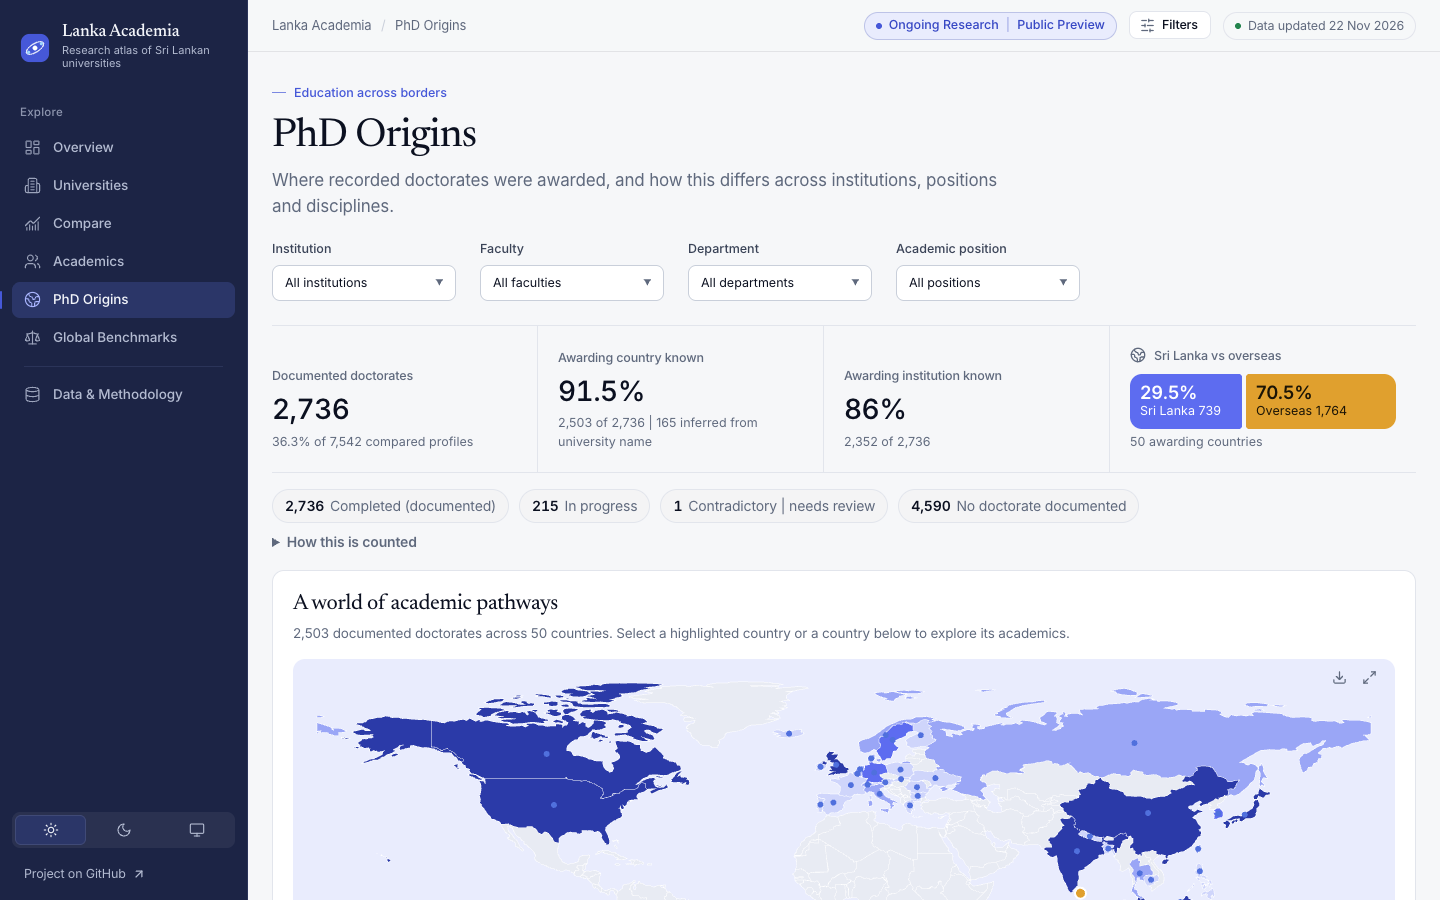 Lanka Academia
Research atlas of Sri Lankan
universities
Explore
Overview
Universities
Compare
Academics
PhD Origins
Global Benchmarks
Data & Methodology
Project on GitHub
Lanka Academia / PhD Origins
Ongoing Research | Public Preview
Filters
Data updated 22 Nov 2026
— Education across borders
PhD Origins
Where recorded doctorates were awarded, and how this differs across institutions, positions
and disciplines.
Institution
All institutions
Faculty
All faculties
Department
All departments
Academic position
All positions
Documented doctorates
2,736
36.3% of 7,542 compared profiles
Awarding country known
91.5%
2,503 of 2,736 | 165 inferred from
university name
Awarding institution known
86%
2,352 of 2,736
Sri Lanka vs overseas
29.5%
Sri Lanka 739
70.5%
Overseas 1,764
50 awarding countries
2,736 Completed (documented)
215 In progress
1 Contradictory | needs review
4,590 No doctorate documented
How this is counted
A world of academic pathways
2,503 documented doctorates across 50 countries. Select a highlighted country or a country below to explore its academics.